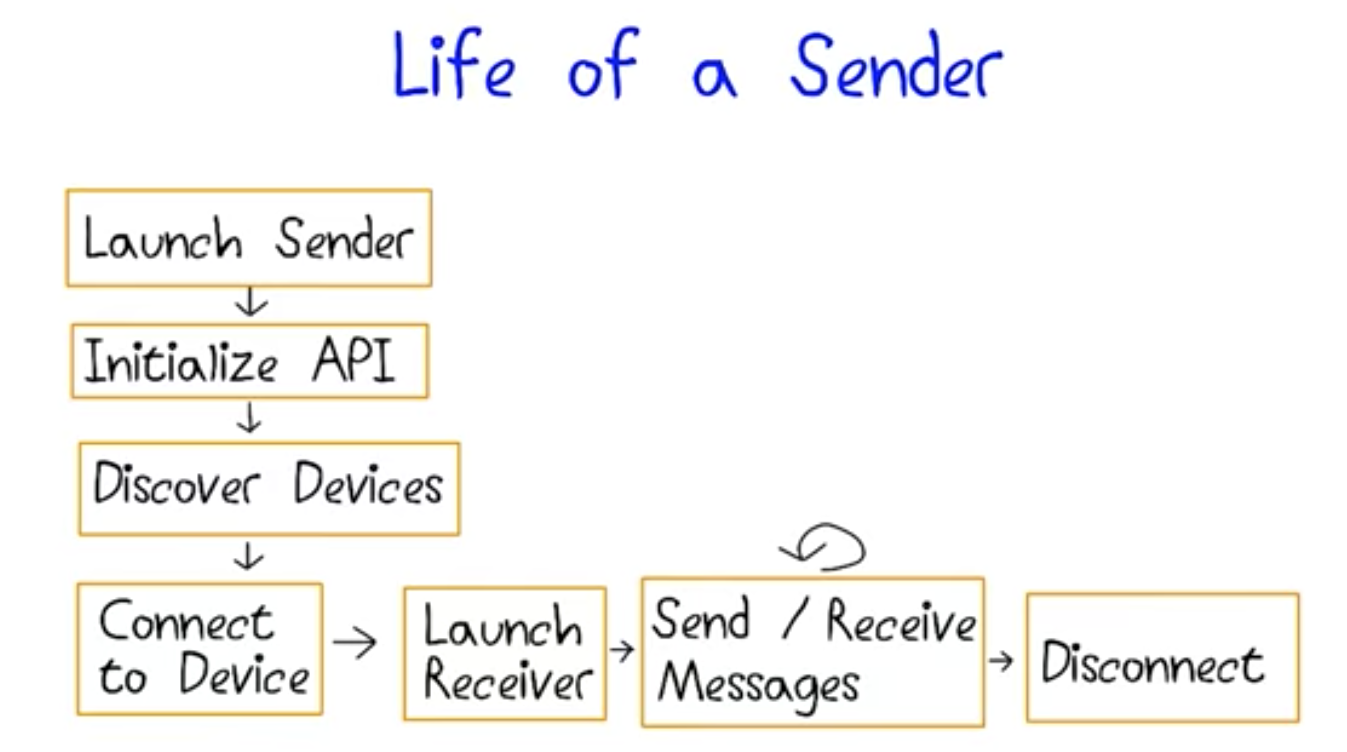 Life of a Sender
Launch Sender
Initialize API
Discover Devices
Connect
to Device
Launch
Receiver
Send / Receive
Messages
Disconnect